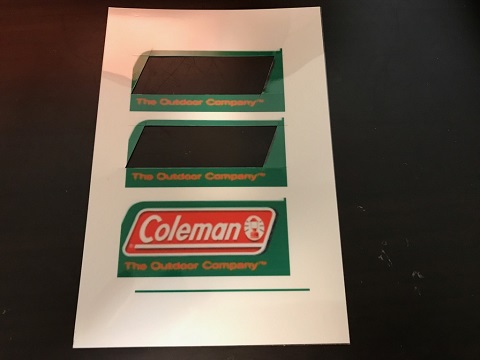 The Outdoor Company™
The Outdoor Company™
Coleman
The Outdoor Company™